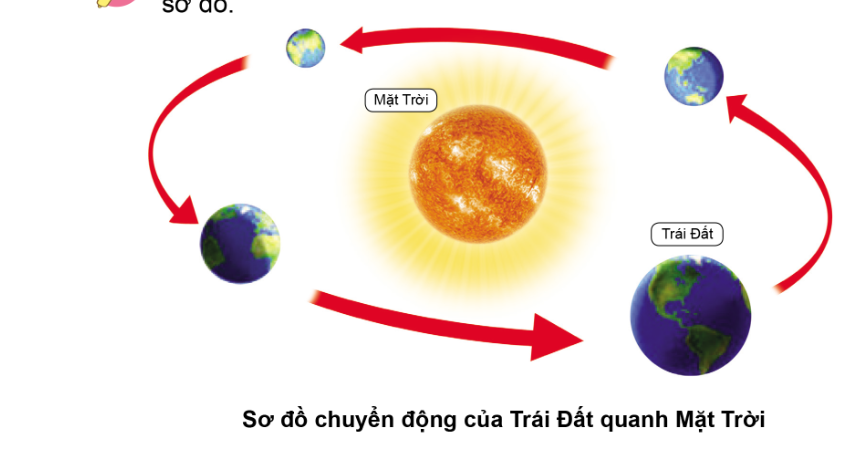 sơ đồ.
Mặt Trời
Trái Đất
Sơ đồ chuyển động của Trái Đất quanh Mặt Trời